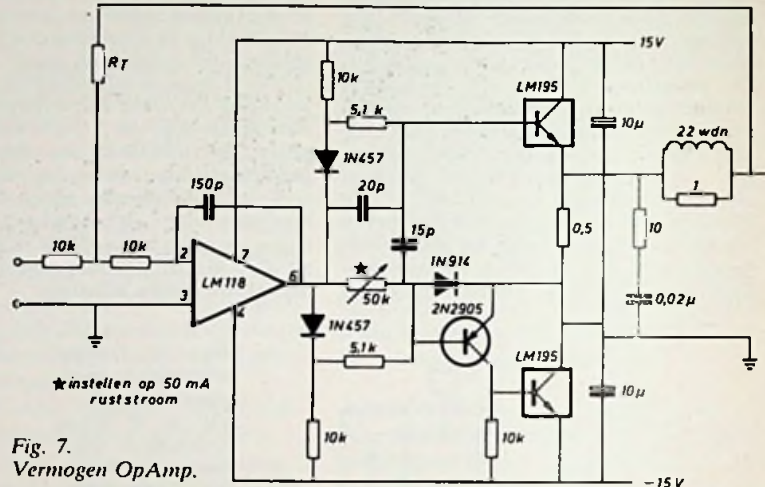 15V
R_T
10k
5,1 k
LM195
10µ
22 wdn
1
1N457
150p
20p
15p
0,5
10
10k
10k
2
7
LM118
6
3
2
★
50k
1N914
2N2905
0,02µ
1N457
5,1k
LM195
★ instellen op 50 mA
ruststroom
10µ
10k
10k
Fig. 7.
Vermogen OpAmp.
−15V